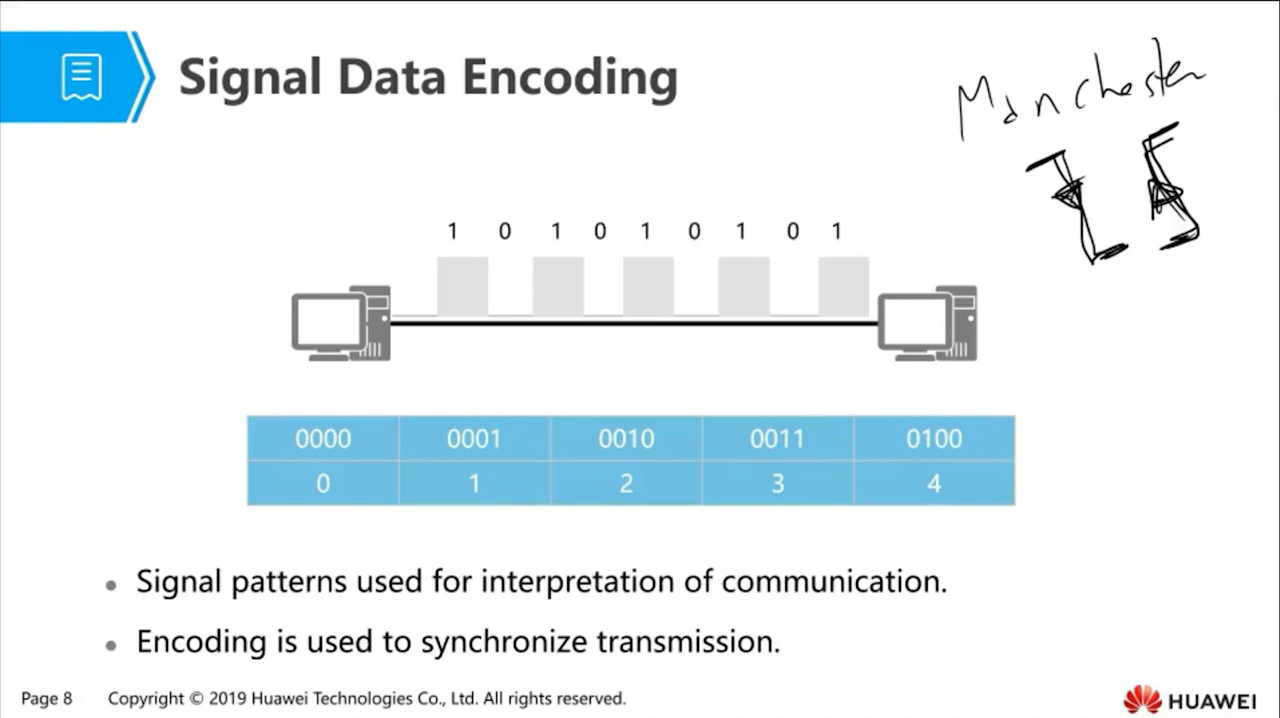 Signal Data Encoding
Manchester
1 0 1 0 1 0 1 0 1
0000 0001 0010 0011 0100
0 1 2 3 4
Signal patterns used for interpretation of communication.
Encoding is used to synchronize transmission.
Page 8 Copyright © 2019 Huawei Technologies Co., Ltd. All rights reserved.
HUAWEI